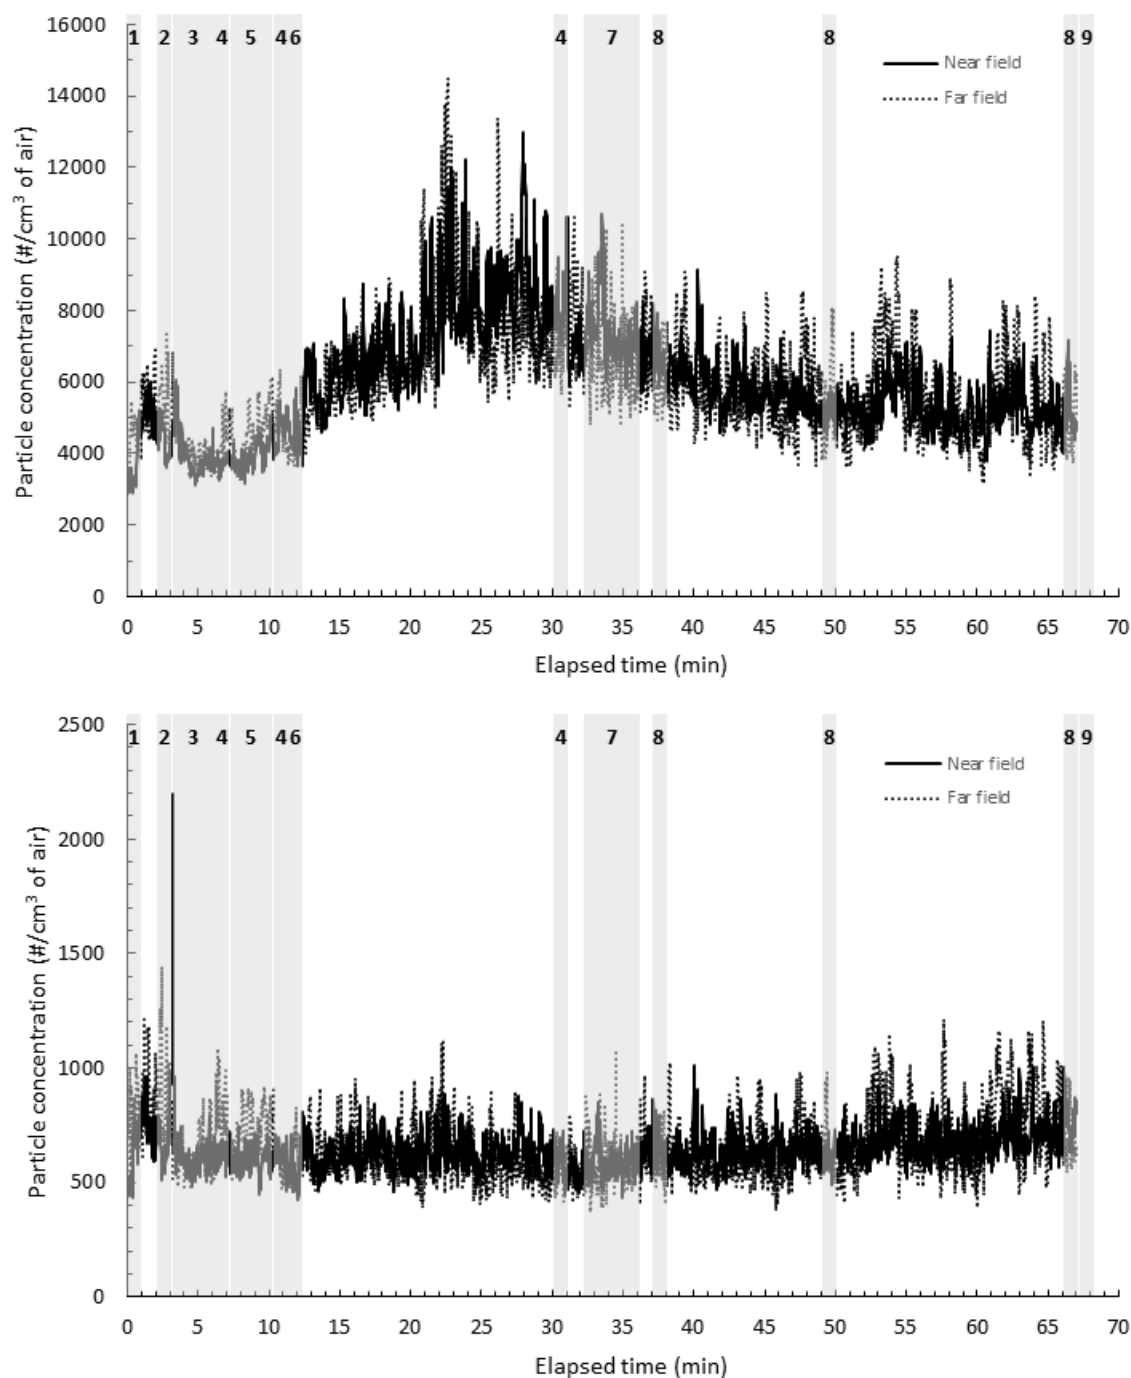 16000
1 2 3 4 5 4 6 4 7 8 8 8 9
Near field
14000
Far field
12000
10000
8000
6000
4000
2000
0
Particle concentration (#/cm³ of air)
0 5 10 15 20 25 30 35 40 45 50 55 60 65 70
Elapsed time (min)
2500
1 2 3 4 5 4 6 4 7 8 8 8 9
Near field
Far field
2000
1500
1000
500
0
Particle concentration (#/cm³ of air)
0 5 10 15 20 25 30 35 40 45 50 55 60 65 70
Elapsed time (min)